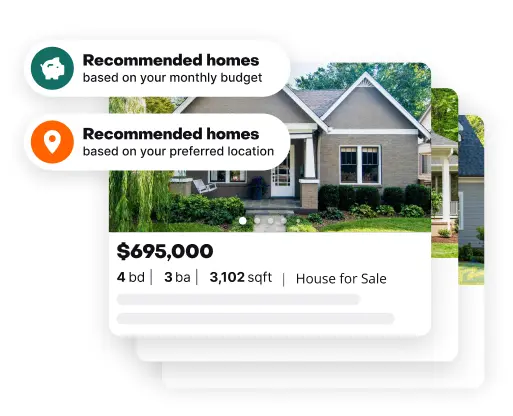 Recommended homes
based on your monthly budget
Recommended homes
based on your preferred location
$695,000
4 bd | 3 ba | 3,102 sqft | House for Sale